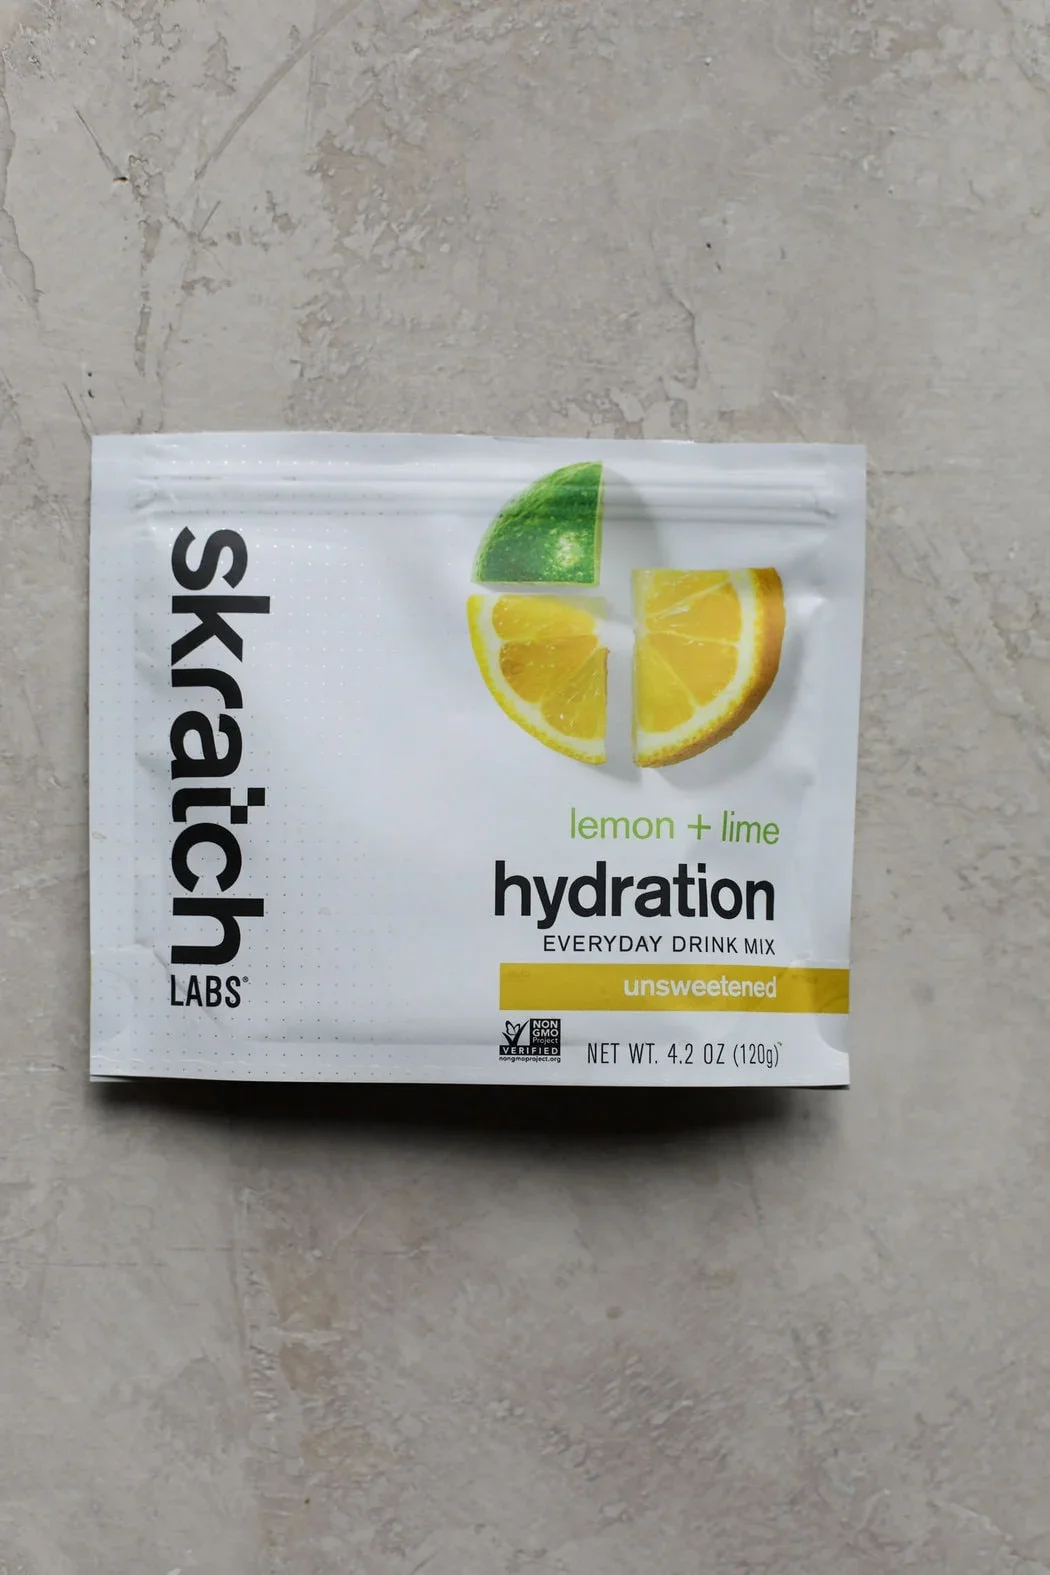 skratch
LABS®
lemon + lime
hydration
EVERYDAY DRINK MIX
unsweetened
NON
GMO
Project
VERIFIED
nongmoproject.org
NET WT. 4.2 OZ (120g)